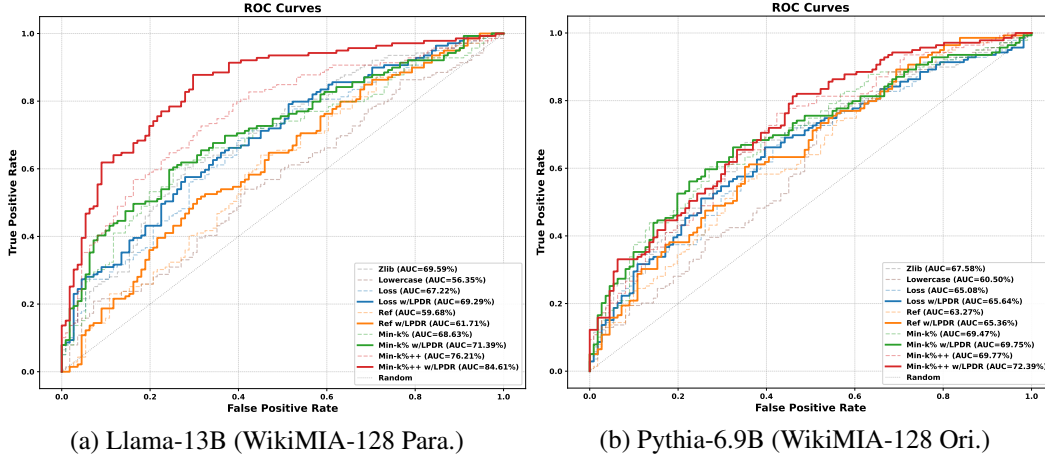 ROC Curves
1.0
0.8
0.6
0.4
0.2
0.0
True Positive Rate
Zlib (AUC=69.59%)
Lowercase (AUC=56.35%)
Loss (AUC=67.22%)
Loss w/LPDR (AUC=69.29%)
Ref (AUC=59.68%)
Ref w/LPDR (AUC=61.71%)
Min-k% (AUC=68.63%)
Min-k% w/LPDR (AUC=71.39%)
Min-k%++ (AUC=76.21%)
Min-k%++ w/LPDR (AUC=84.61%)
Random
0.0 0.2 0.4 0.6 0.8 1.0
False Positive Rate
(a) Llama-13B (WikiMIA-128 Para.)
ROC Curves
1.0
0.8
0.6
0.4
0.2
0.0
True Positive Rate
Zlib (AUC=67.58%)
Lowercase (AUC=60.50%)
Loss (AUC=65.08%)
Loss w/LPDR (AUC=65.64%)
Ref (AUC=63.27%)
Ref w/LPDR (AUC=65.36%)
Min-k% (AUC=69.47%)
Min-k% w/LPDR (AUC=69.75%)
Min-k%++ (AUC=69.77%)
Min-k%++ w/LPDR (AUC=72.39%)
Random
0.0 0.2 0.4 0.6 0.8 1.0
False Positive Rate
(b) Pythia-6.9B (WikiMIA-128 Ori.)